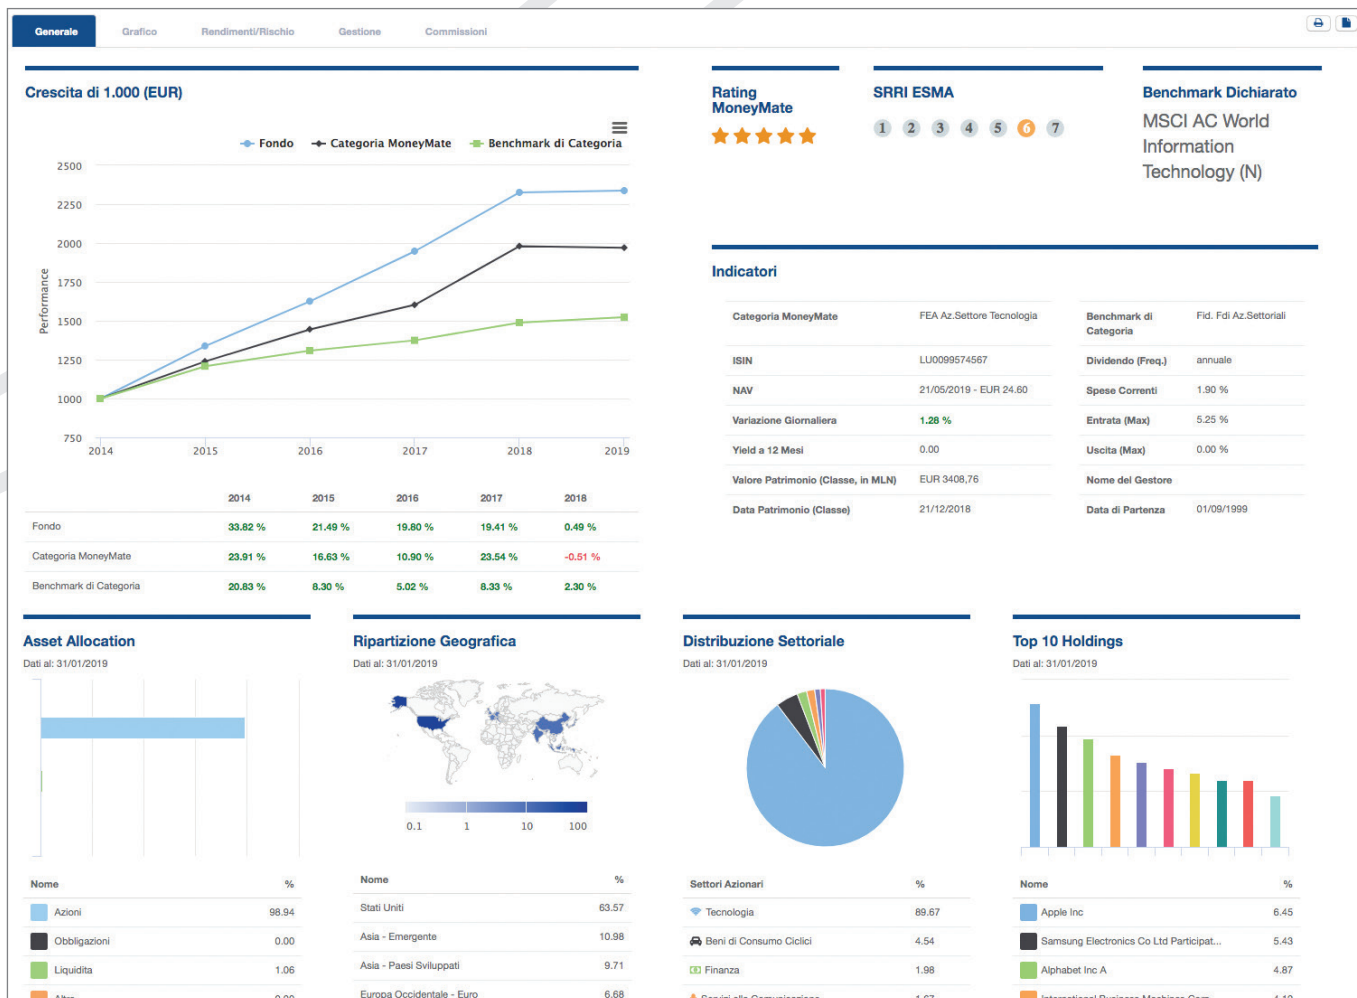 Generale Grafico Rendimenti/Rischio Gestione Commissioni
Crescita di 1.000 (EUR)
Fondo Categoria MoneyMate Benchmark di Categoria
Performance
2500
2250
2000
1750
1500
1250
1000
750
2014 2015 2016 2017 2018 2019
2014 2015 2016 2017 2018
Fondo 33.82 % 21.49 % 19.80 % 19.41 % 0.49 %
Categoria MoneyMate 23.91 % 16.63 % 10.90 % 23.54 % -0.51 %
Benchmark di Categoria 20.83 % 8.30 % 5.02 % 8.33 % 2.30 %
Rating
MoneyMate
SRRI ESMA
1 2 3 4 5 6 7
Benchmark Dichiarato
MSCI AC World
Information
Technology (N)
Indicatori
Categoria MoneyMate FEA Az.Settore Tecnologia
ISIN LU0099574567
NAV 21/05/2019 - EUR 24.60
Variazione Giornaliera 1.28 %
Yield a 12 Mesi 0.00
Valore Patrimonio (Classe, in MLN) EUR 3408,76
Data Patrimonio (Classe) 21/12/2018
Benchmark di Fid. Fdi Az.Settoriali
Categoria
Dividendo (Freq.) annuale
Spese Correnti 1.90 %
Entrata (Max) 5.25 %
Uscita (Max) 0.00 %
Nome del Gestore
Data di Partenza 01/09/1999
Asset Allocation
Dati al: 31/01/2019
Nome %
Azioni 98.94
Obbligazioni 0.00
Liquidita 1.06
Altro 0.00
Ripartizione Geografica
Dati al: 31/01/2019
0.1 1 10 100
Nome %
Stati Uniti 63.57
Asia - Emergente 10.98
Asia - Paesi Sviluppati 9.71
Europa Occidentale - Euro 6.68
Distribuzione Settoriale
Dati al: 31/01/2019
Settori Azionari %
Tecnologia 89.67
Beni di Consumo Ciclici 4.54
Finanza 1.98
Servizi alla Comunicazione 1.67
Top 10 Holdings
Dati al: 31/01/2019
Nome %
Apple Inc 6.45
Samsung Electronics Co Ltd Participat... 5.43
Alphabet Inc A 4.87
International Business Machines Corp